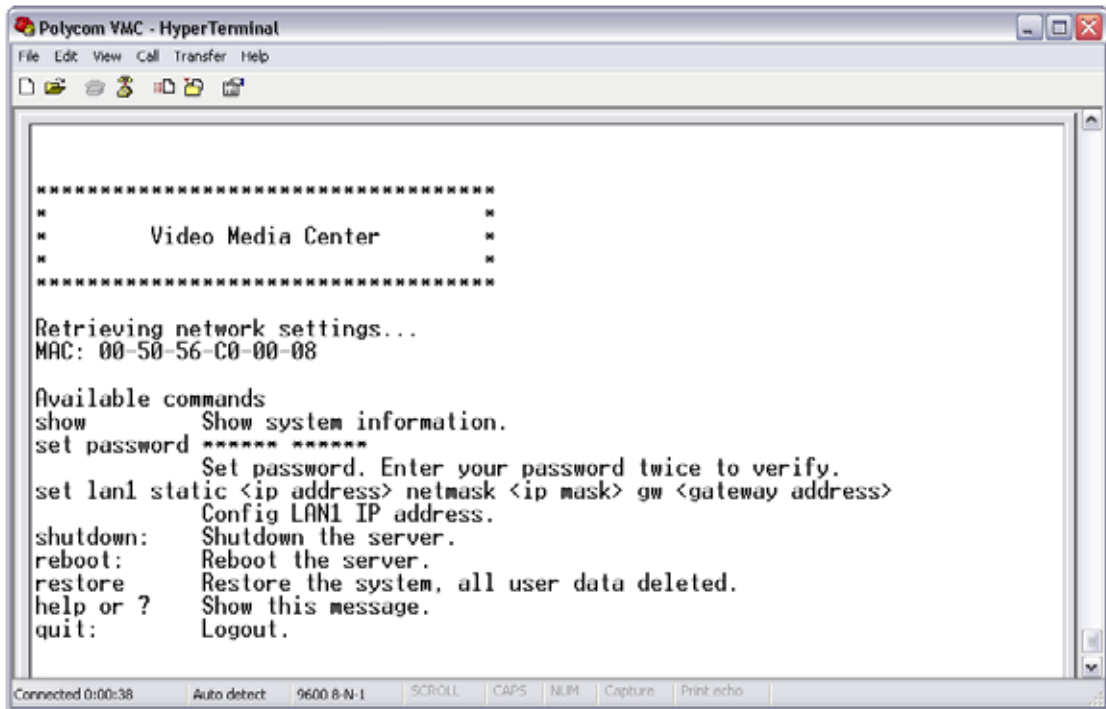 Polycom VMC - HyperTerminal
File Edit View Call Transfer Help
************************************
* *
* Video Media Center *
* *
************************************
Retrieving network settings...
MAC: 00-50-56-C0-00-08
Available commands
show Show system information.
set password ****** ******
Set password. Enter your password twice to verify.
set lan1 static <ip address> netmask <ip mask> gw <gateway address>
Config LAN1 IP address.
shutdown: Shutdown the server.
reboot: Reboot the server.
restore Restore the system, all user data deleted.
help or ? Show this message.
quit: Logout.
Connected 0:00:38 Auto detect 9600 8-N-1 SCROLL CAPS NUM Capture Print echo